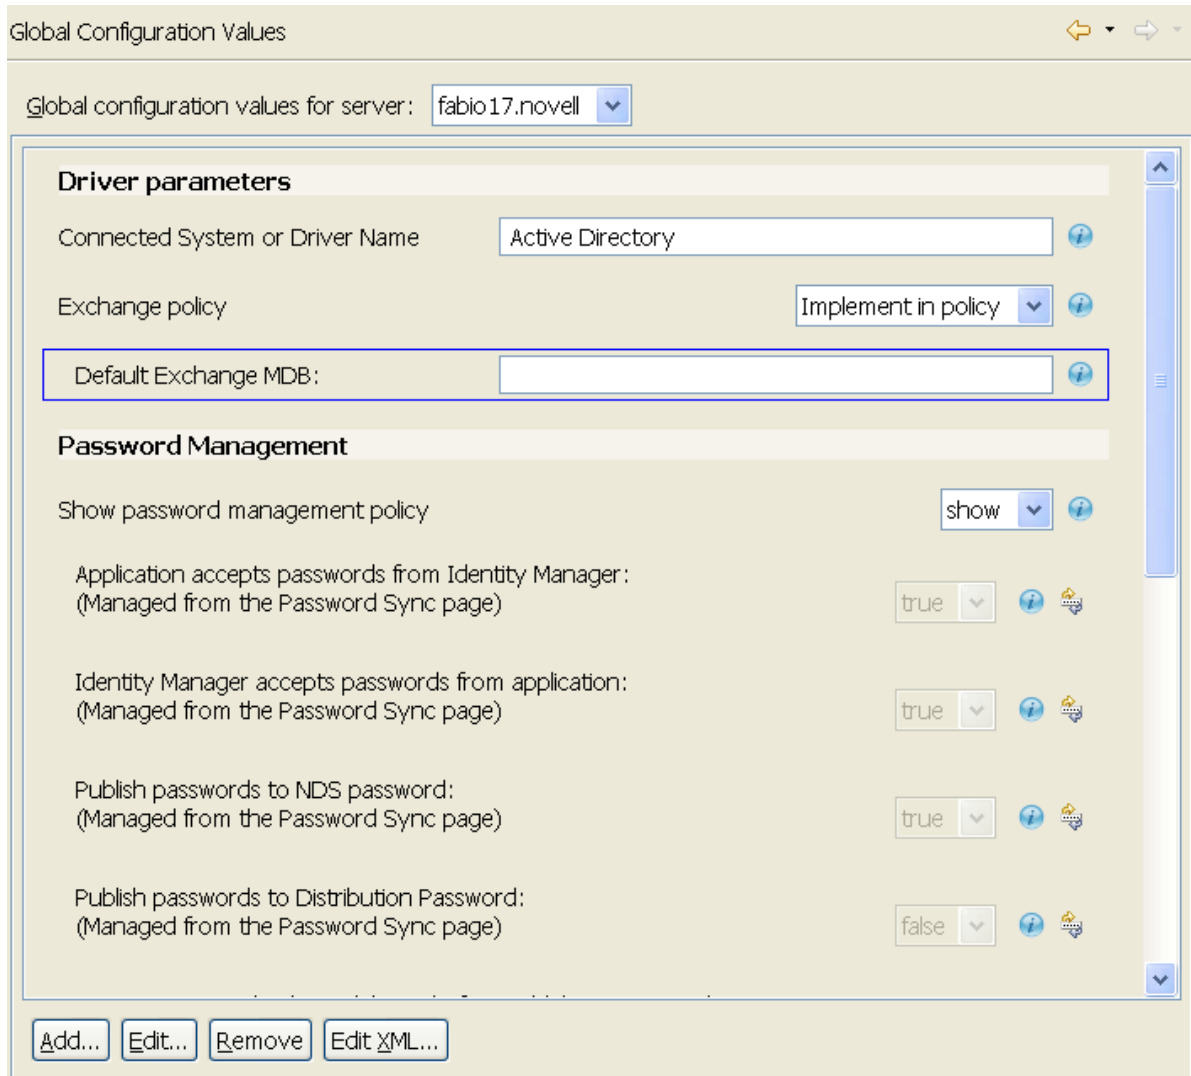 Global Configuration Values
Global configuration values for server: fabio17.novell
Driver parameters
Connected System or Driver Name Active Directory
Exchange policy Implement in policy
Default Exchange MDB:
Password Management
Show password management policy show
Application accepts passwords from Identity Manager:
(Managed from the Password Sync page) true
Identity Manager accepts passwords from application:
(Managed from the Password Sync page) true
Publish passwords to NDS password:
(Managed from the Password Sync page) true
Publish passwords to Distribution Password:
(Managed from the Password Sync page) false
Add... Edit... Remove Edit XML...